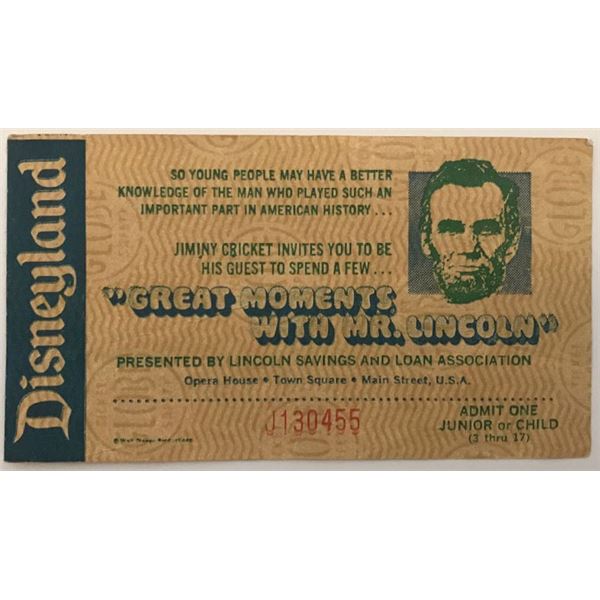 Disneyland
SO YOUNG PEOPLE MAY HAVE A BETTER
KNOWLEDGE OF THE MAN WHO PLAYED SUCH AN
IMPORTANT PART IN AMERICAN HISTORY . . .
JIMINY CRICKET INVITES YOU TO BE
HIS GUEST TO SPEND A FEW . . .
"GREAT MOMENTS
WITH MR. LINCOLN"
PRESENTED BY LINCOLN SAVINGS AND LOAN ASSOCIATION
Opera House • Town Square • Main Street, U.S.A.
J130455
ADMIT ONE
JUNIOR or CHILD
(3 thru 17)
© Walt Disney
GLOBE